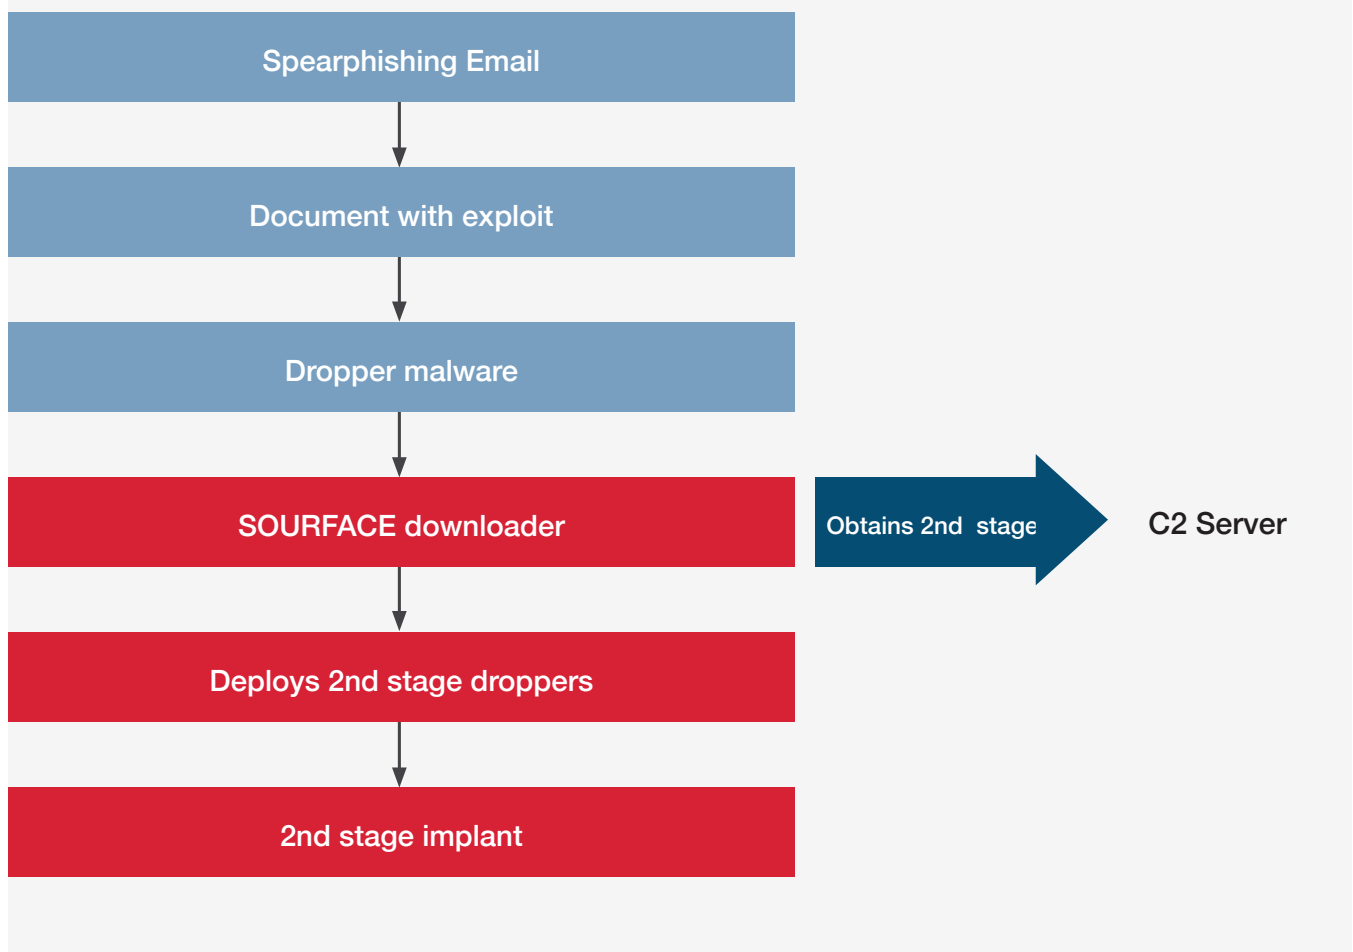 Spearphishing Email
Document with exploit
Dropper malware
SOURFACE downloader
Obtains 2nd stage
C2 Server
Deploys 2nd stage droppers
2nd stage implant